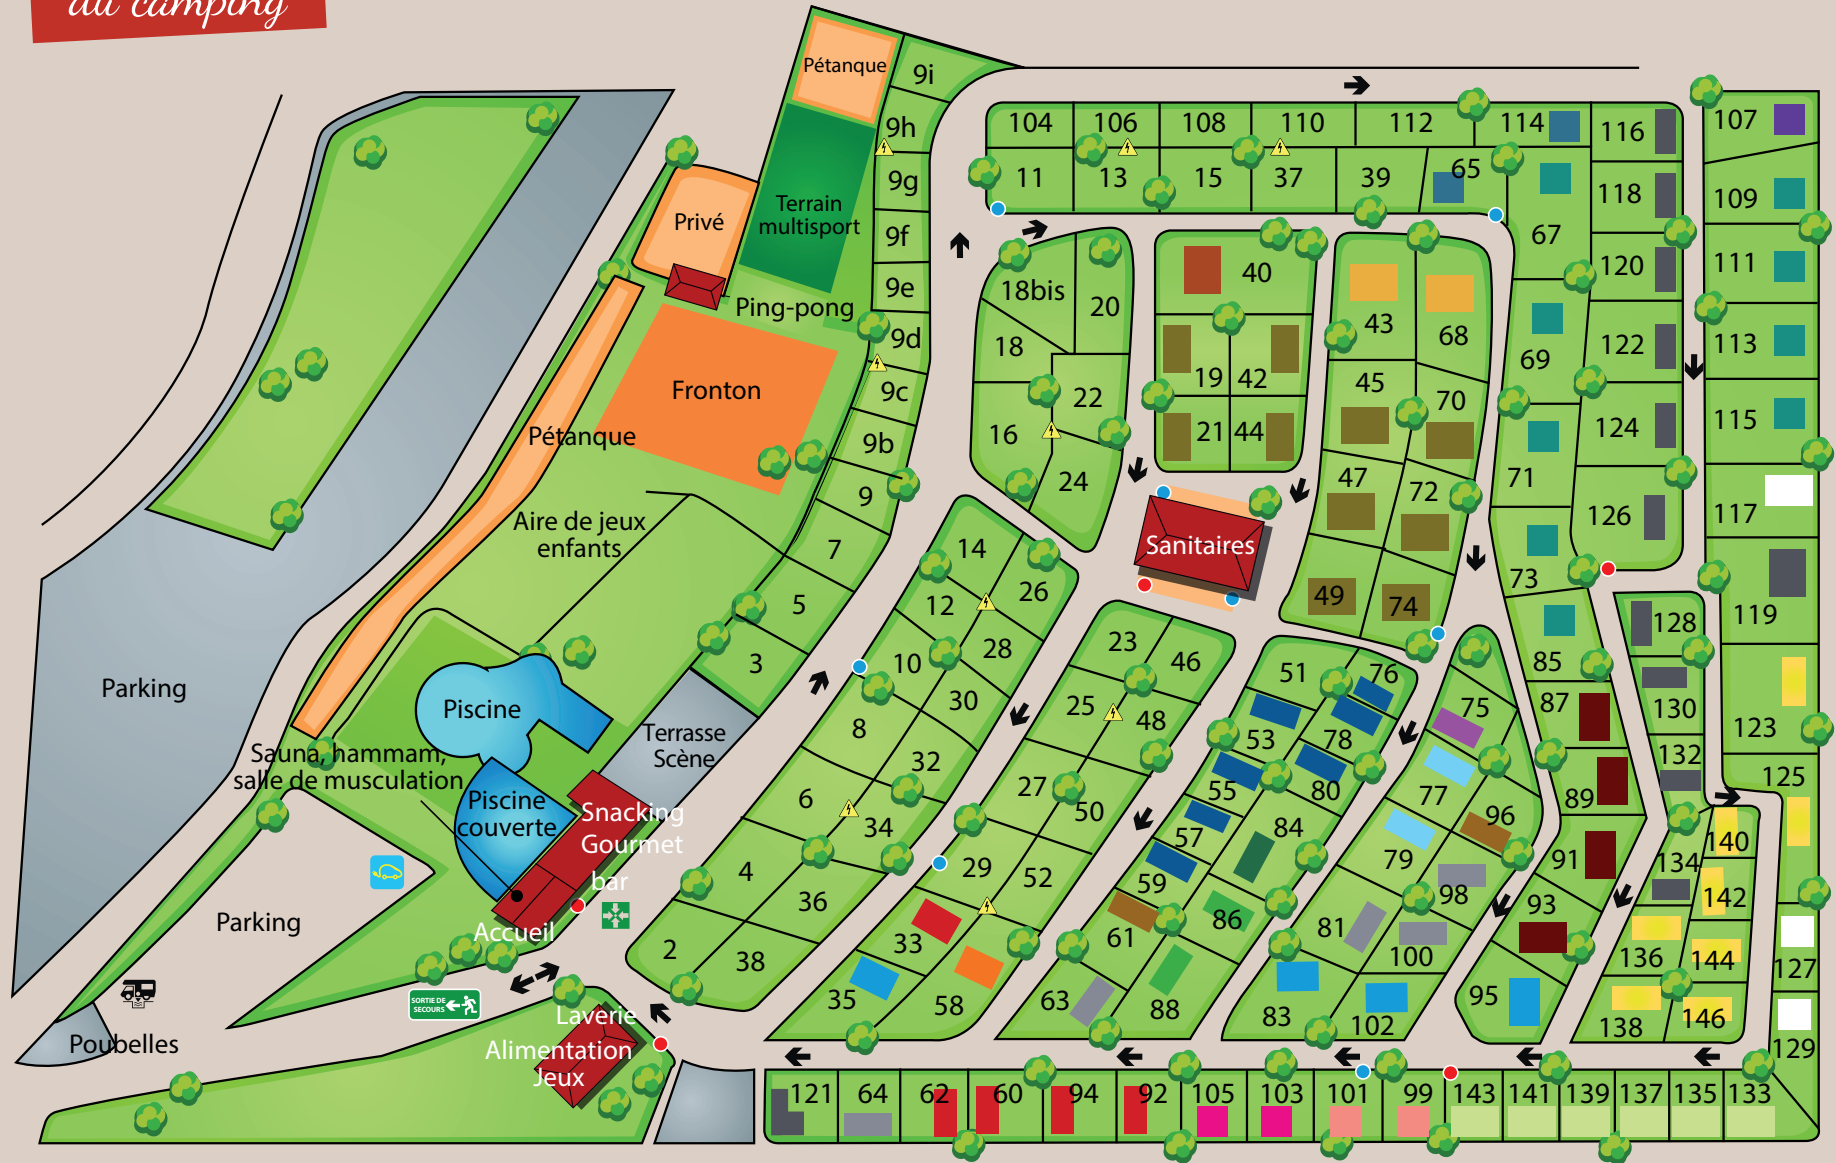 du camping
Pétanque
9i
9h
9g
9f
9e
9d
9c
9b
9
7
5
3
Privé
Terrain
multisport
Ping-pong
Fronton
Pétanque
Aire de jeux
enfants
Parking
Piscine
Sauna, hammam,
salle de musculation
Piscine
couverte
Terrasse
Scène
Snacking
Gourmet
bar
Accueil
Parking
SORTIE DE
SECOURS
Poubelles
Laverie
Alimentation
Jeux
104 106 108 110 112 114 116
11 13 15 37 39 65
67
118
120
122
124
126
69
71
73
85
107
109
111
113
115
117
119
123
125
127
129
18bis
20
18
22
16
24
40
19 42
21 44
43
68
45
70
47
72
49
74
Sanitaires
14
26
12
28
10
30
8
32
6
34
4
36
2
38
23
46
25
48
27
50
29
52
33
35
58
51
76
53
78
55
80
57
84
59
86
61
63
88
75
77
96
79
98
81
100
83
102
87
89
91
93
95
128
130
132
134
140
142
136
144
138
146
121 64 62 60 94 92 105 103 101 99 143 141 139 137 135 133